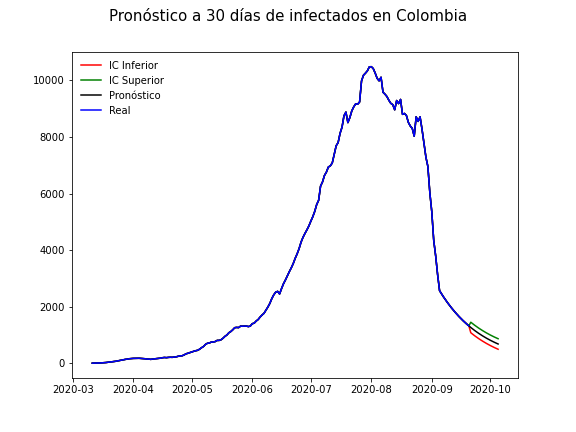 Pronóstico a 30 días de infectados en Colombia
IC Inferior
IC Superior
Pronóstico
Real
10000
8000
6000
4000
2000
0
2020-03
2020-04
2020-05
2020-06
2020-07
2020-08
2020-09
2020-10